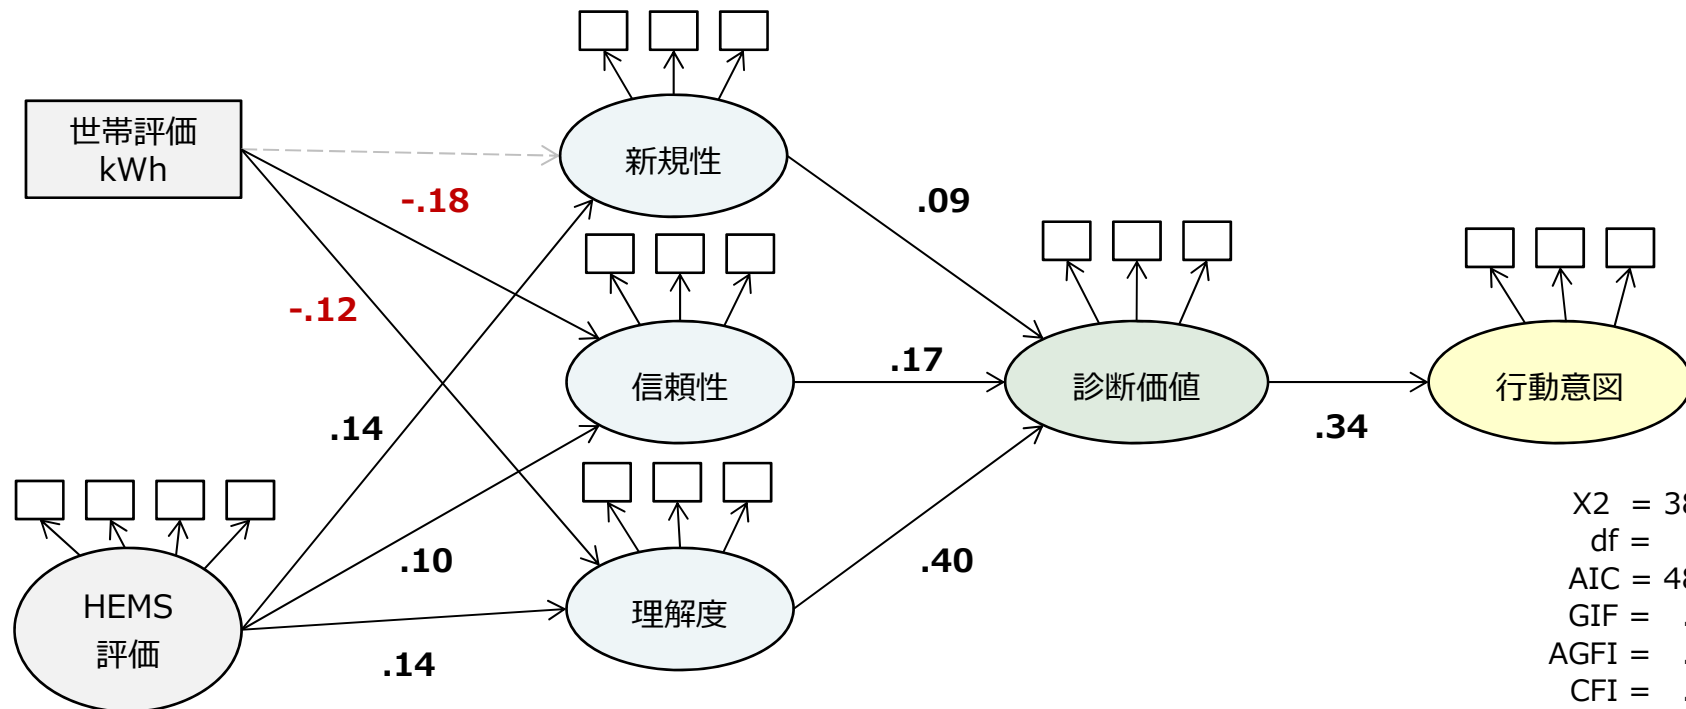 世帯評価
kWh
新規性
-.18
.09
-.12
信頼性
.17
診断価値
行動意図
.14
.34
HEMS
評価
.10
理解度
.40
.14
X2 = 38
df =
AIC = 48
GIF = .
AGFI = .
CFI = .